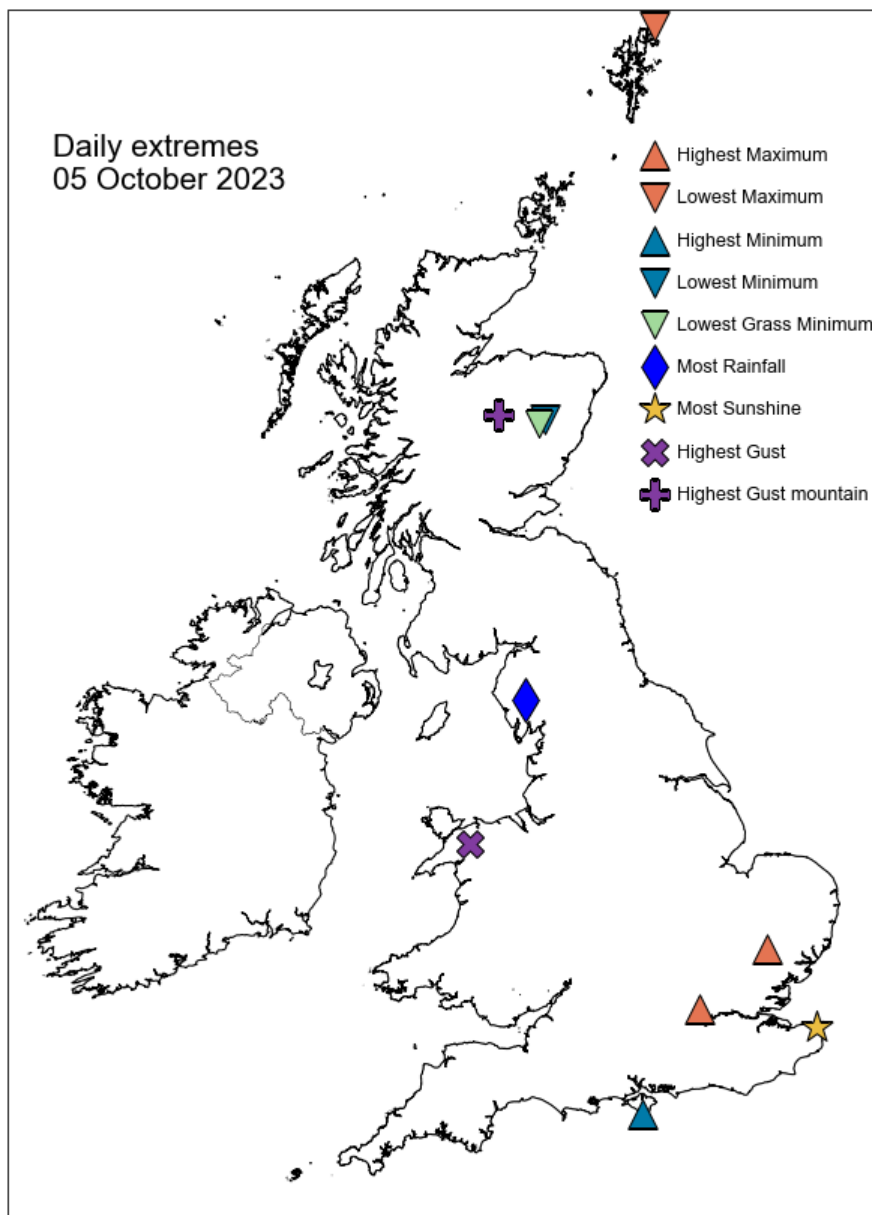 Daily extremes
05 October 2023
Highest Maximum
Lowest Maximum
Highest Minimum
Lowest Minimum
Lowest Grass Minimum
Most Rainfall
Most Sunshine
Highest Gust
Highest Gust mountain